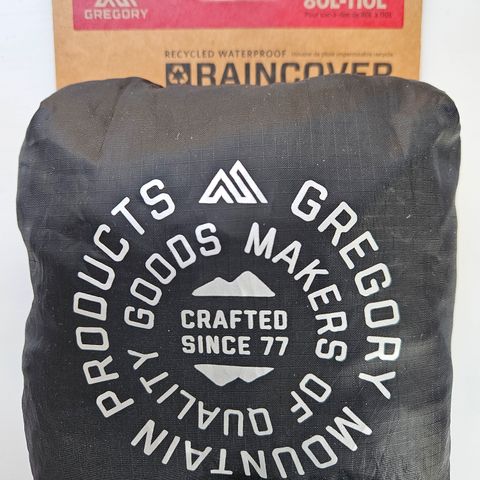 GREGORY
80L-110L
RECYCLED WATERPROOF
RAINCOVER
GREGORY MOUNTAIN PRODUCTS
MAKERS OF QUALITY GOODS
CRAFTED
SINCE 77